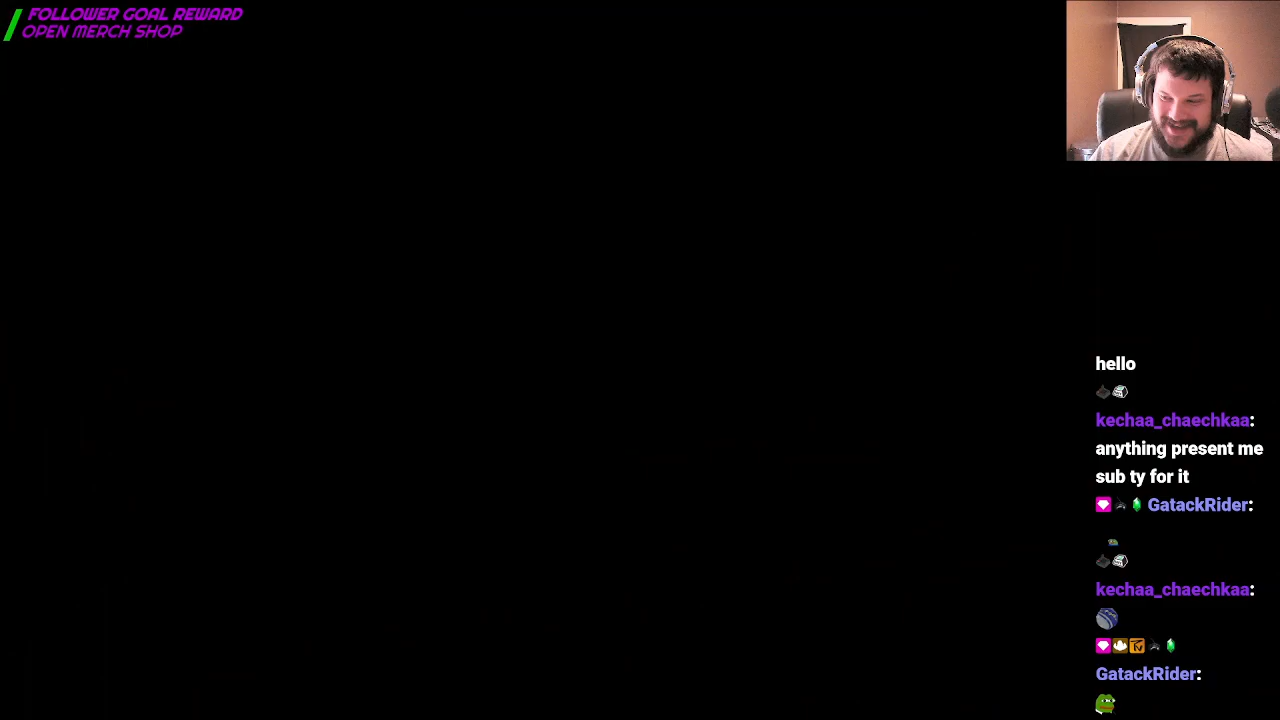 FOLLOWER GOAL REWARD
OPEN MERCH SHOP
hello
kechaa_chaechkaa:
anything present me
sub ty for it
GatackRider:
kechaa_chaechkaa:
GatackRider: